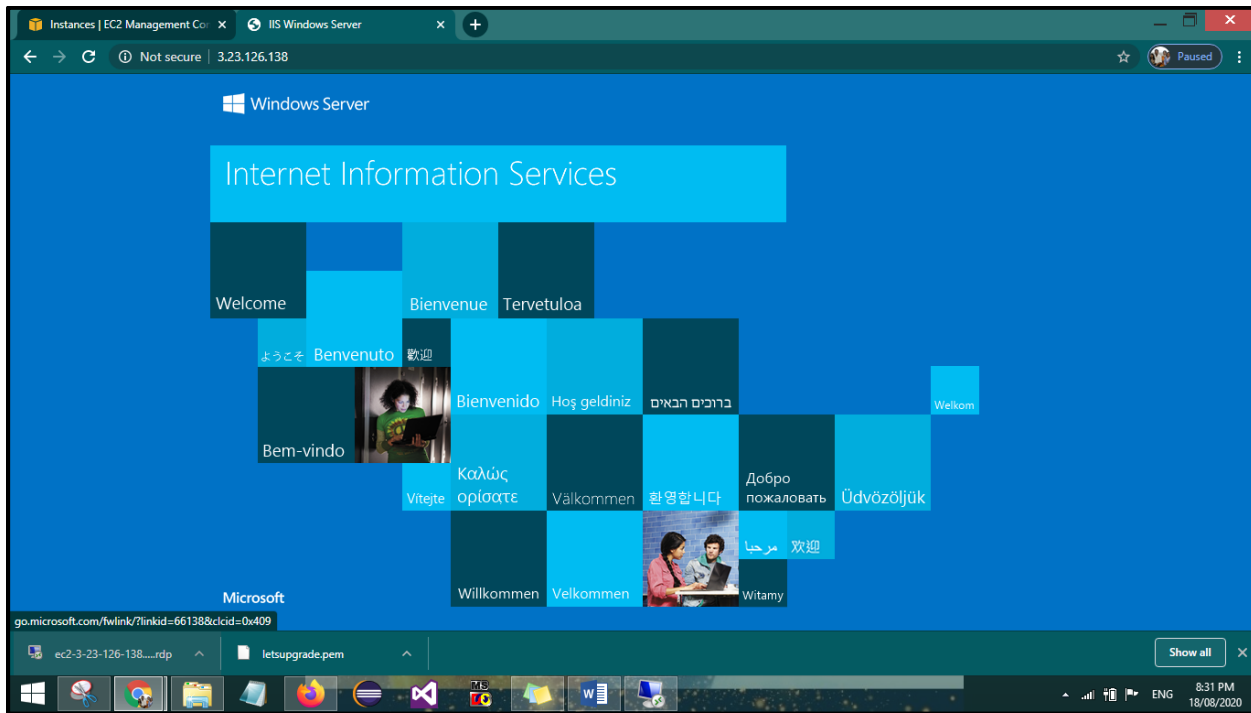 Instances | EC2 Management Co
IIS Windows Server
Not secure | 3.23.126.138
Paused
Windows Server
Internet Information Services
Welcome
Bienvenue
Tervetuloa
ようこそ
Benvenuto
歡迎
Bienvenido
Hoş geldiniz
ברוכים הבאים
Welkom
Bem-vindo
Vítejte
Καλώς
ορίσατε
Välkommen
환영합니다
Добро
пожаловать
Üdvözöljük
مرحبا
欢迎
Willkommen
Velkommen
Witamy
Microsoft
go.microsoft.com/fwlink/?linkid=66138&clcid=0x409
ec2-3-23-126-138.....rdp
letsupgrade.pem
Show all
ENG
8:31 PM
18/08/2020